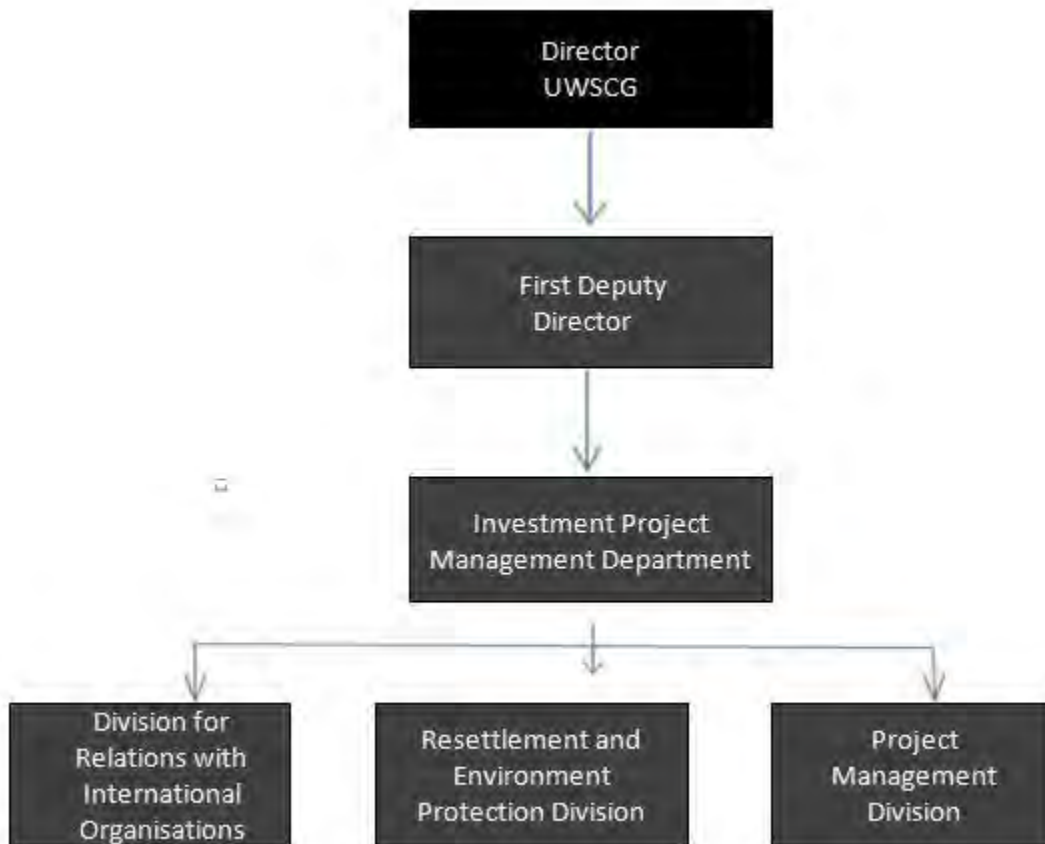 Director
UWSCG
First Deputy
Director
Investment Project
Management Department
Division for
Relations with
International
Organisations
Resettlement and
Environment
Protection Division
Project
Management
Division